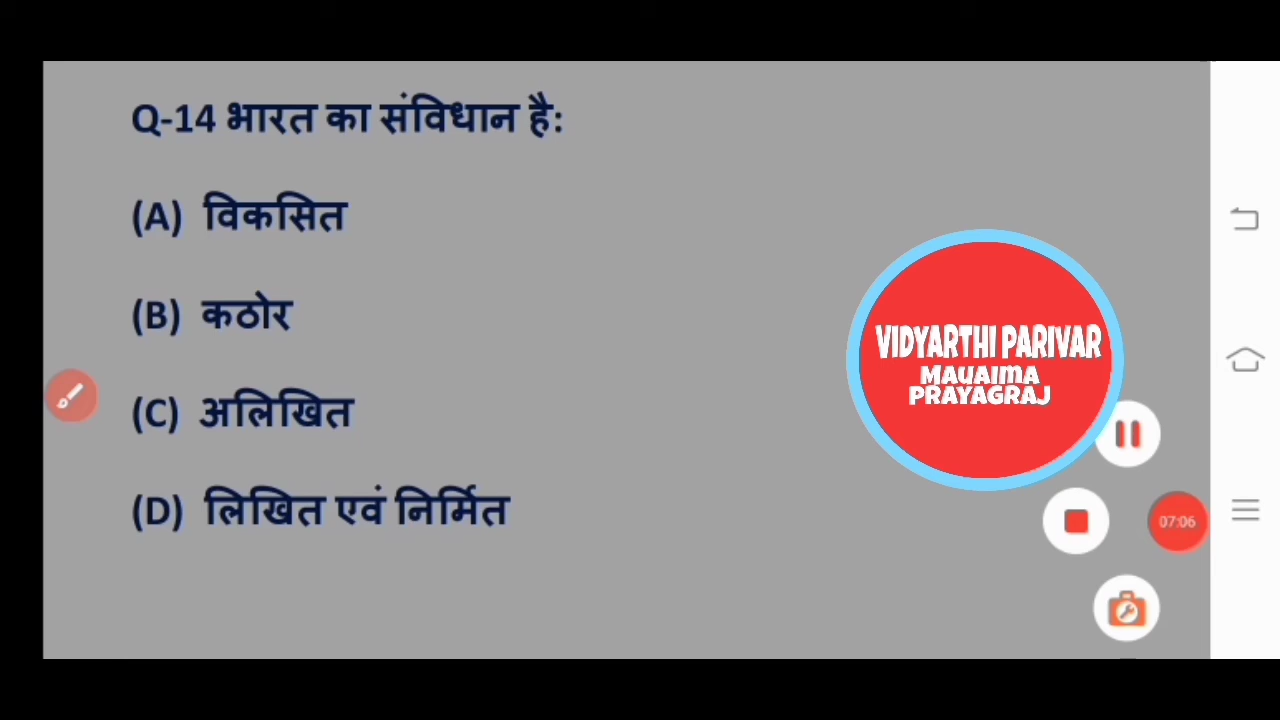 Q-14 भारत का संविधान है:
(A) विकसित
(B) कठोर
(C) अलिखित
(D) लिखित एवं निर्मित
VIDYARTHI PARIVAR
MAUAIMA
PRAYAGRAJ
07:06